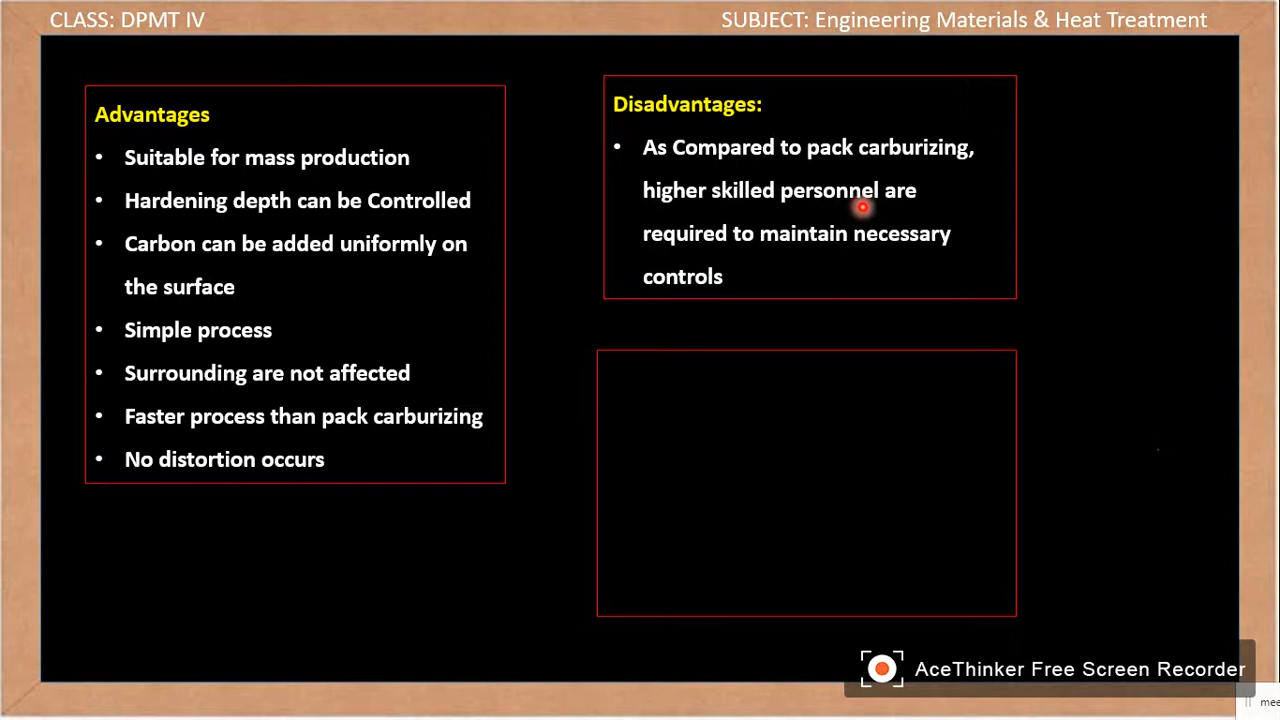 CLASS: DPMT IV
SUBJECT: Engineering Materials & Heat Treatment
Advantages
• Suitable for mass production
• Hardening depth can be Controlled
• Carbon can be added uniformly on
the surface
• Simple process
• Surrounding are not affected
• Faster process than pack carburizing
• No distortion occurs
Disadvantages:
• As Compared to pack carburizing,
higher skilled personnel are
required to maintain necessary
controls
AceThinker Free Screen Recorder